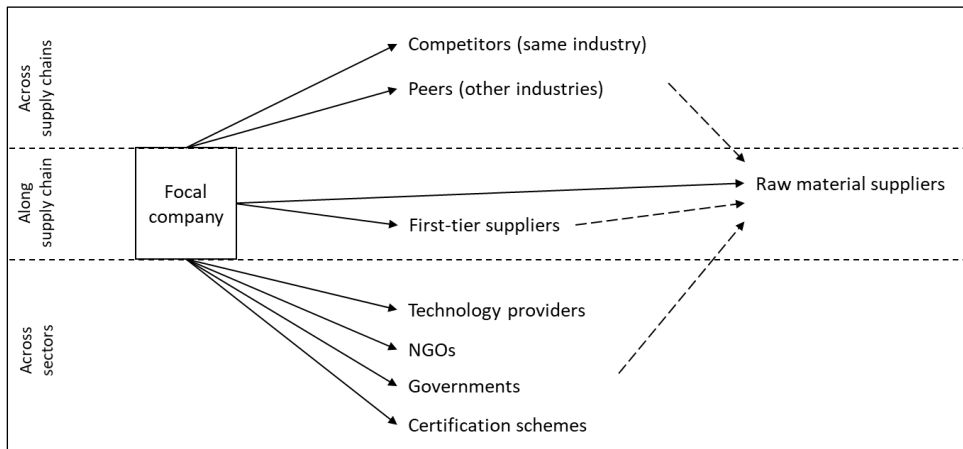 Across
supply chains
Competitors (same industry)
Peers (other industries)
Along
supply chain
Focal
company
Raw material suppliers
First-tier suppliers
Across
sectors
Technology providers
NGOs
Governments
Certification schemes